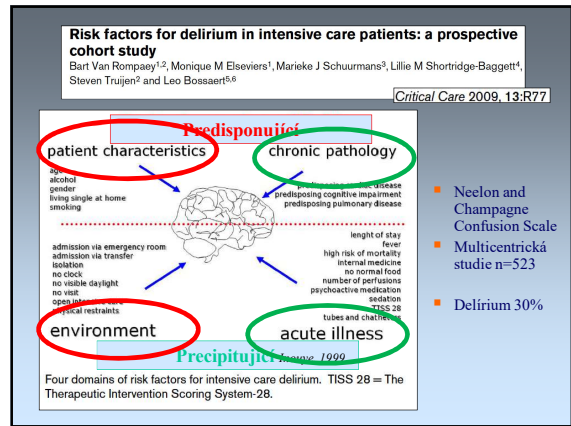 Risk factors for delirium in intensive care patients: a prospective
cohort study
Bart Van Rompaey1,2, Monique M Elseviers1, Marieke J Schuurmans3, Lillie M Shortridge-Baggett4,
Steven Truijen2 and Leo Bossaert5,6
Critical Care 2009, 13:R77
Predisponující
patient characteristics
alcohol
gender
living single at home
smoking
chronic pathology
predisposing cognitive impairment
predisposing pulmonary disease
admission via emergency room
admission via transfer
isolation
no clock
no visible daylight
no visit
open intensive care
physical restraints
environment
lenght of stay
fever
high risk of mortality
internal medicine
no normal food
number of perfusions
psychoactive medication
sedation
TISS 28
tubes and chatheters
acute illness
Precipitující Inouye, 1999
Four domains of risk factors for intensive care delirium. TISS 28 = The
Therapeutic Intervention Scoring System-28.
▪ Neelon and
Champagne
Confusion Scale
▪ Multicentrická
studie n=523
▪ Delírium 30%